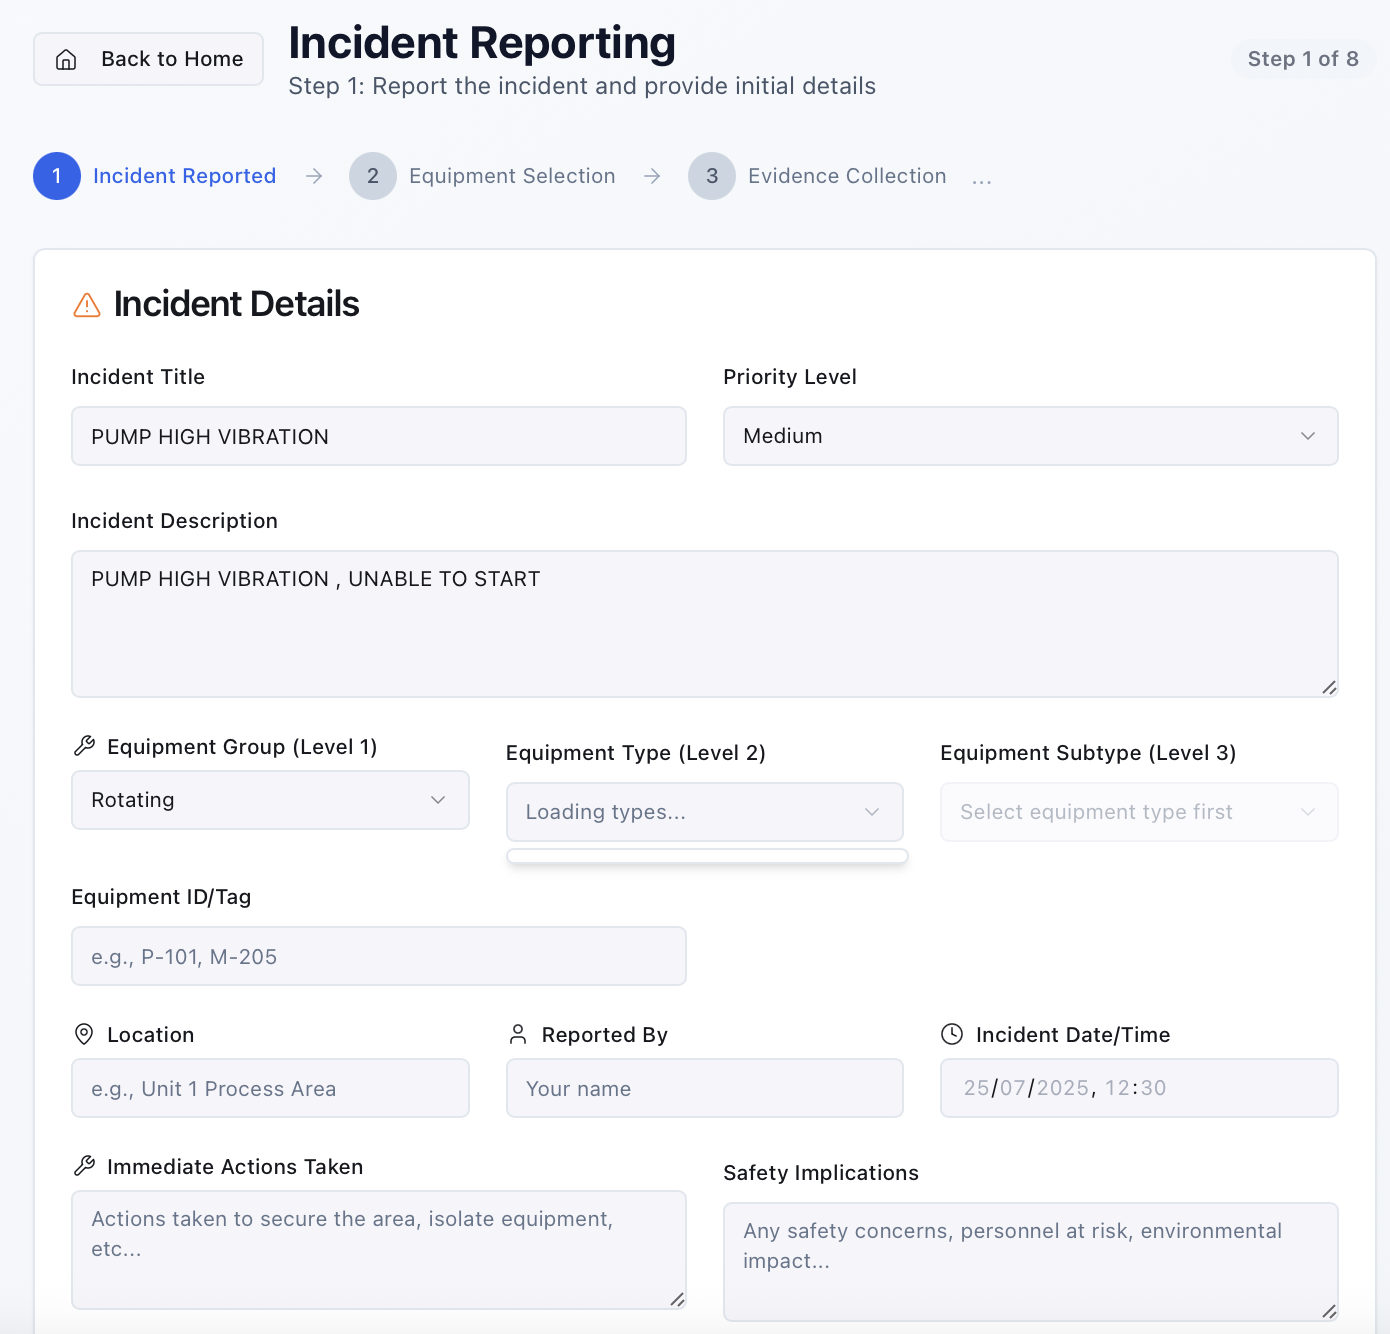 Back to Home
Incident Reporting
Step 1: Report the incident and provide initial details
Step 1 of 8
1 Incident Reported → 2 Equipment Selection → 3 Evidence Collection ...
Incident Details
Incident Title
PUMP HIGH VIBRATION
Priority Level
Medium
Incident Description
PUMP HIGH VIBRATION , UNABLE TO START
Equipment Group (Level 1)
Rotating
Equipment Type (Level 2)
Loading types...
Equipment Subtype (Level 3)
Select equipment type first
Equipment ID/Tag
e.g., P-101, M-205
Location
e.g., Unit 1 Process Area
Reported By
Your name
Incident Date/Time
25/07/2025, 12:30
Immediate Actions Taken
Actions taken to secure the area, isolate equipment,
etc...
Safety Implications
Any safety concerns, personnel at risk, environmental
impact...